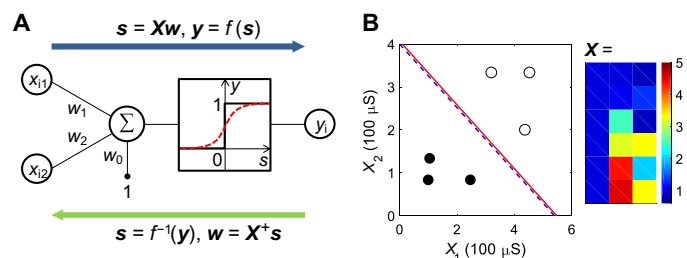 A
s = Xw, y = f(s)
x_i1
w_1
w_2
w_0
x_i2
Σ
1
y
1
0
s
y_i
s = f⁻¹(y), w = X⁺s
B
4
3
2
1
0
X_2 (100 µS)
0 2 4 6
X_1 (100 µS)
X =
5
4
3
2
1